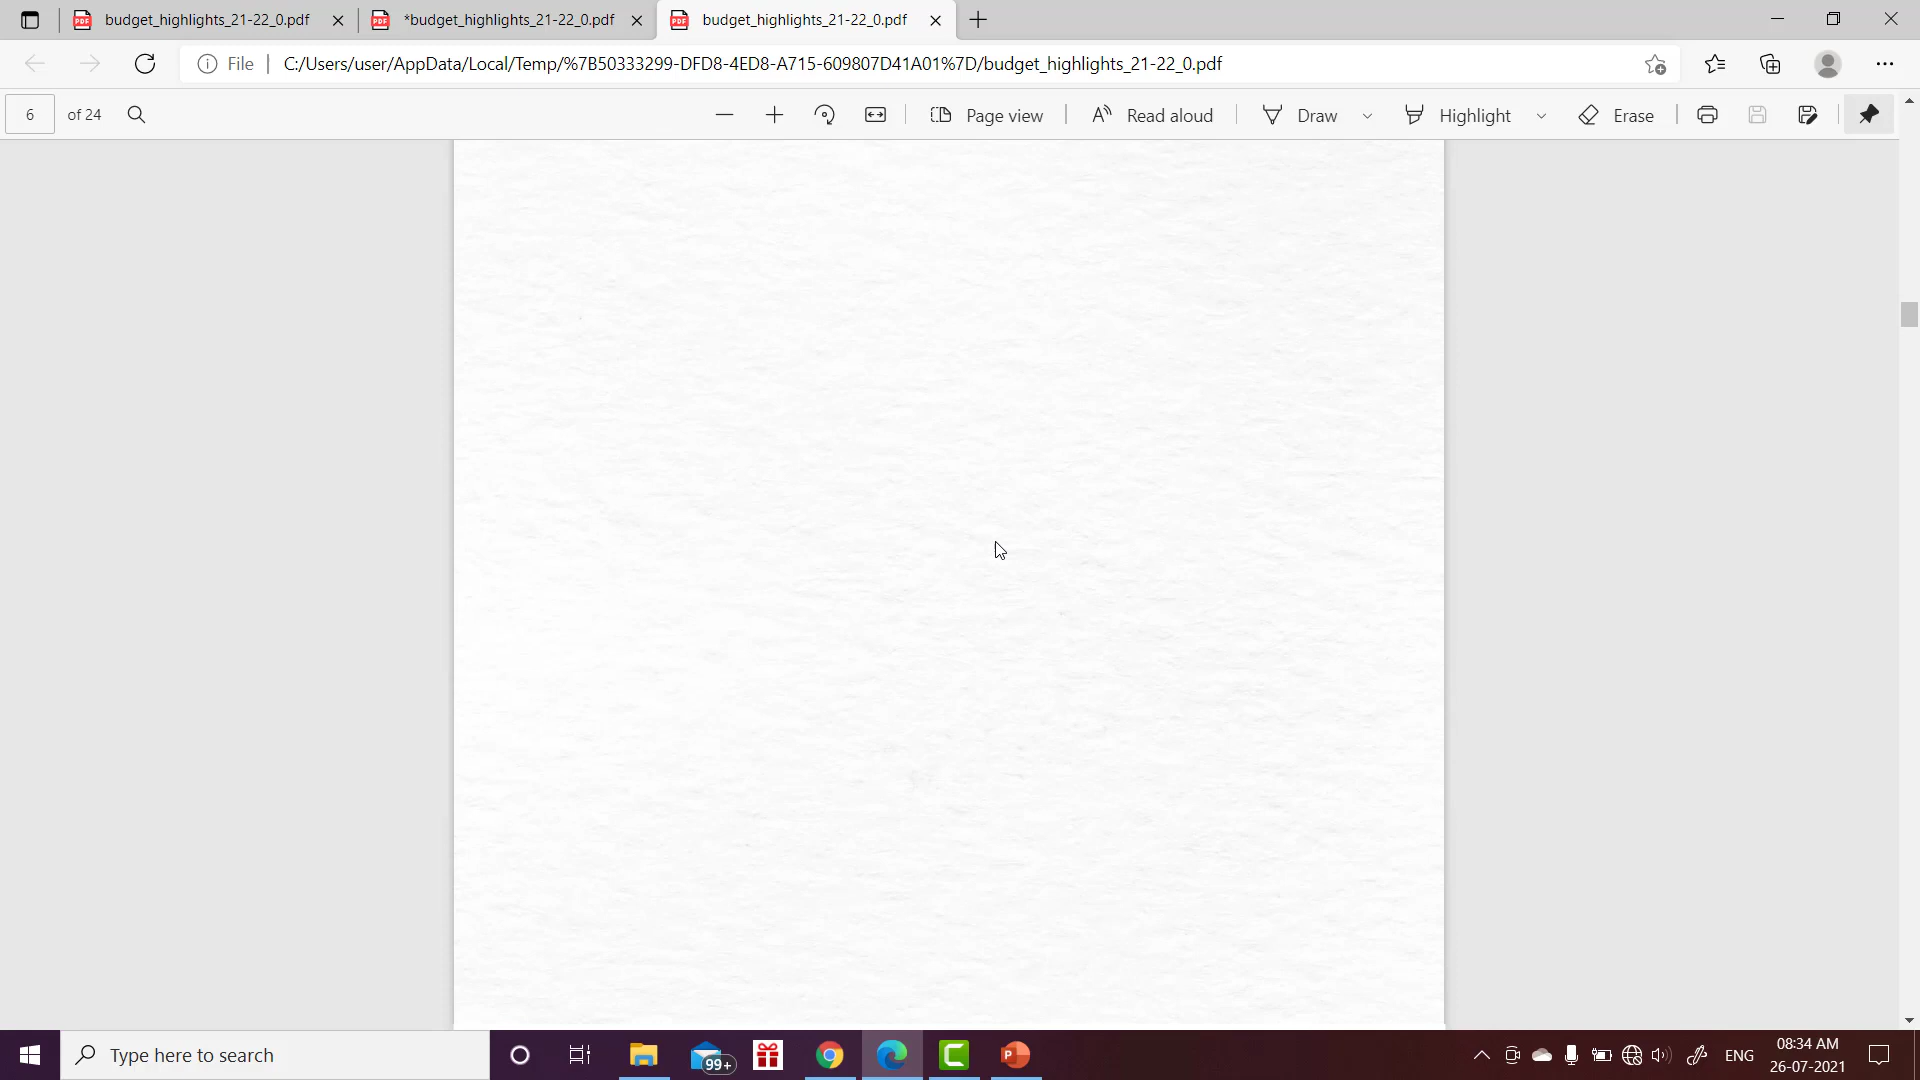 budget_highlights_21-22_0.pdf
*budget_highlights_21-22_0.pdf
budget_highlights_21-22_0.pdf
File
C:/Users/user/AppData/Local/Temp/%7B50333299-DFD8-4ED8-A715-609807D41A01%7D/budget_highlights_21-22_0.pdf
6 of 24
Page view
Read aloud
Draw
Highlight
Erase
Type here to search
99+
ENG
08:34 AM
26-07-2021